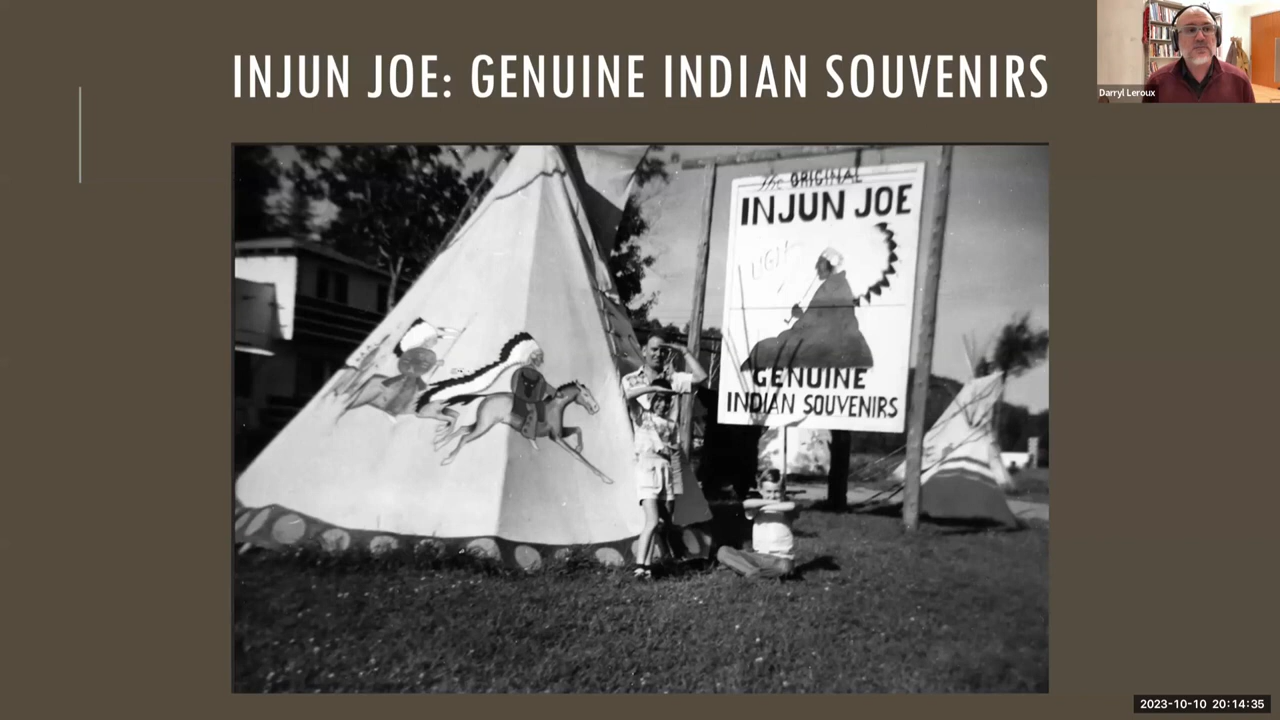 INJUN JOE: GENUINE INDIAN SOUVENIRS
Darryl Leroux
The ORIGINAL
INJUN JOE
"UGH"
GENUINE
INDIAN SOUVENIRS
2023-10-10 20:14:35